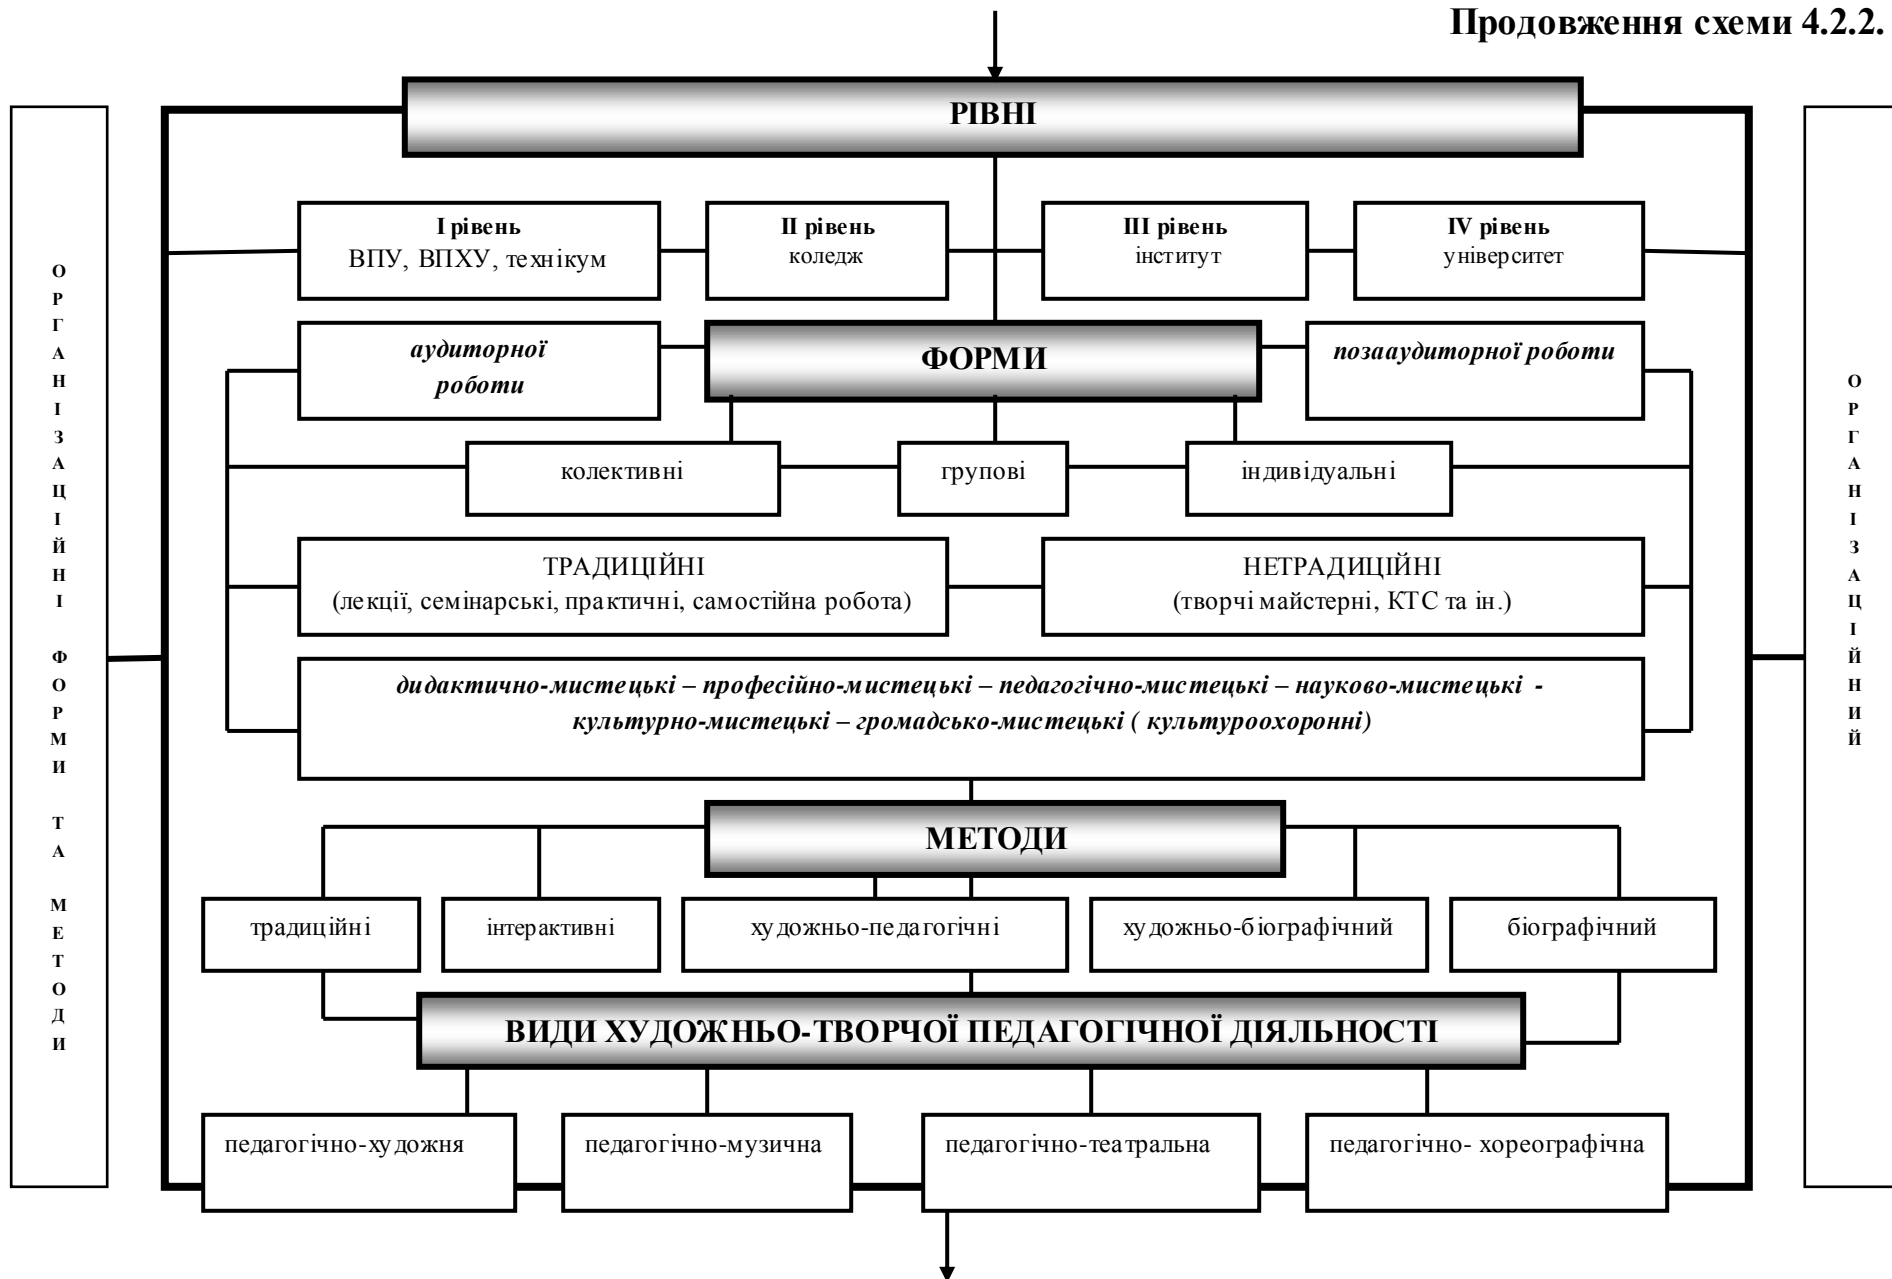 Продовження схеми 4.2.2.
РІВНІ
І рівень
ВПУ, ВПХУ, технікум
ІІ рівень
коледж
ІІІ рівень
інститут
IV рівень
університет
ОРГАНІЗАЦІЙНІ ФОРМИ ТА МЕТОДИ
ОРГАНІЗАЦІЙНИЙ
аудиторної
роботи
ФОРМИ
позааудиторної роботи
колективні
групові
індивідуальні
ТРАДИЦІЙНІ
(лекції, семінарські, практичні, самостійна робота)
НЕТРАДИЦІЙНІ
(творчі майстерні, КТС та ін.)
дидактично-мистецькі – професійно-мистецькі – педагогічно-мистецькі – науково-мистецькі -
культурно-мистецькі – громадсько-мистецькі ( культуроохоронні)
МЕТОДИ
традиційні
інтерактивні
художньо-педагогічні
художньо-біографічний
біографічний
ВИДИ ХУДОЖНЬО-ТВОРЧОЇ ПЕДАГОГІЧНОЇ ДІЯЛЬНОСТІ
педагогічно-художня
педагогічно-музична
педагогічно-театральна
педагогічно- хореографічна